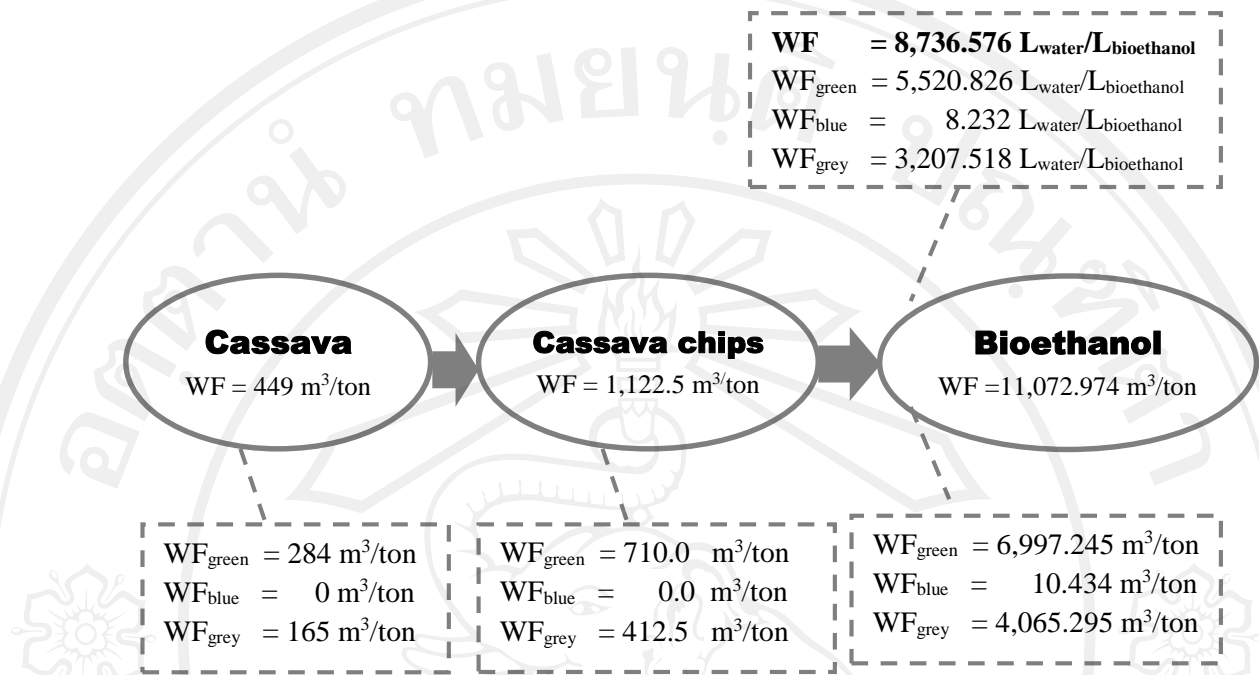 WF = 8,736.576 Lwater/Lbioethanol
WFgreen = 5,520.826 Lwater/Lbioethanol
WFblue = 8.232 Lwater/Lbioethanol
WFgrey = 3,207.518 Lwater/Lbioethanol
Cassava
WF = 449 m³/ton
Cassava chips
WF = 1,122.5 m³/ton
Bioethanol
WF =11,072.974 m³/ton
WFgreen = 284 m³/ton
WFblue = 0 m³/ton
WFgrey = 165 m³/ton
WFgreen = 710.0 m³/ton
WFblue = 0.0 m³/ton
WFgrey = 412.5 m³/ton
WFgreen = 6,997.245 m³/ton
WFblue = 10.434 m³/ton
WFgrey = 4,065.295 m³/ton